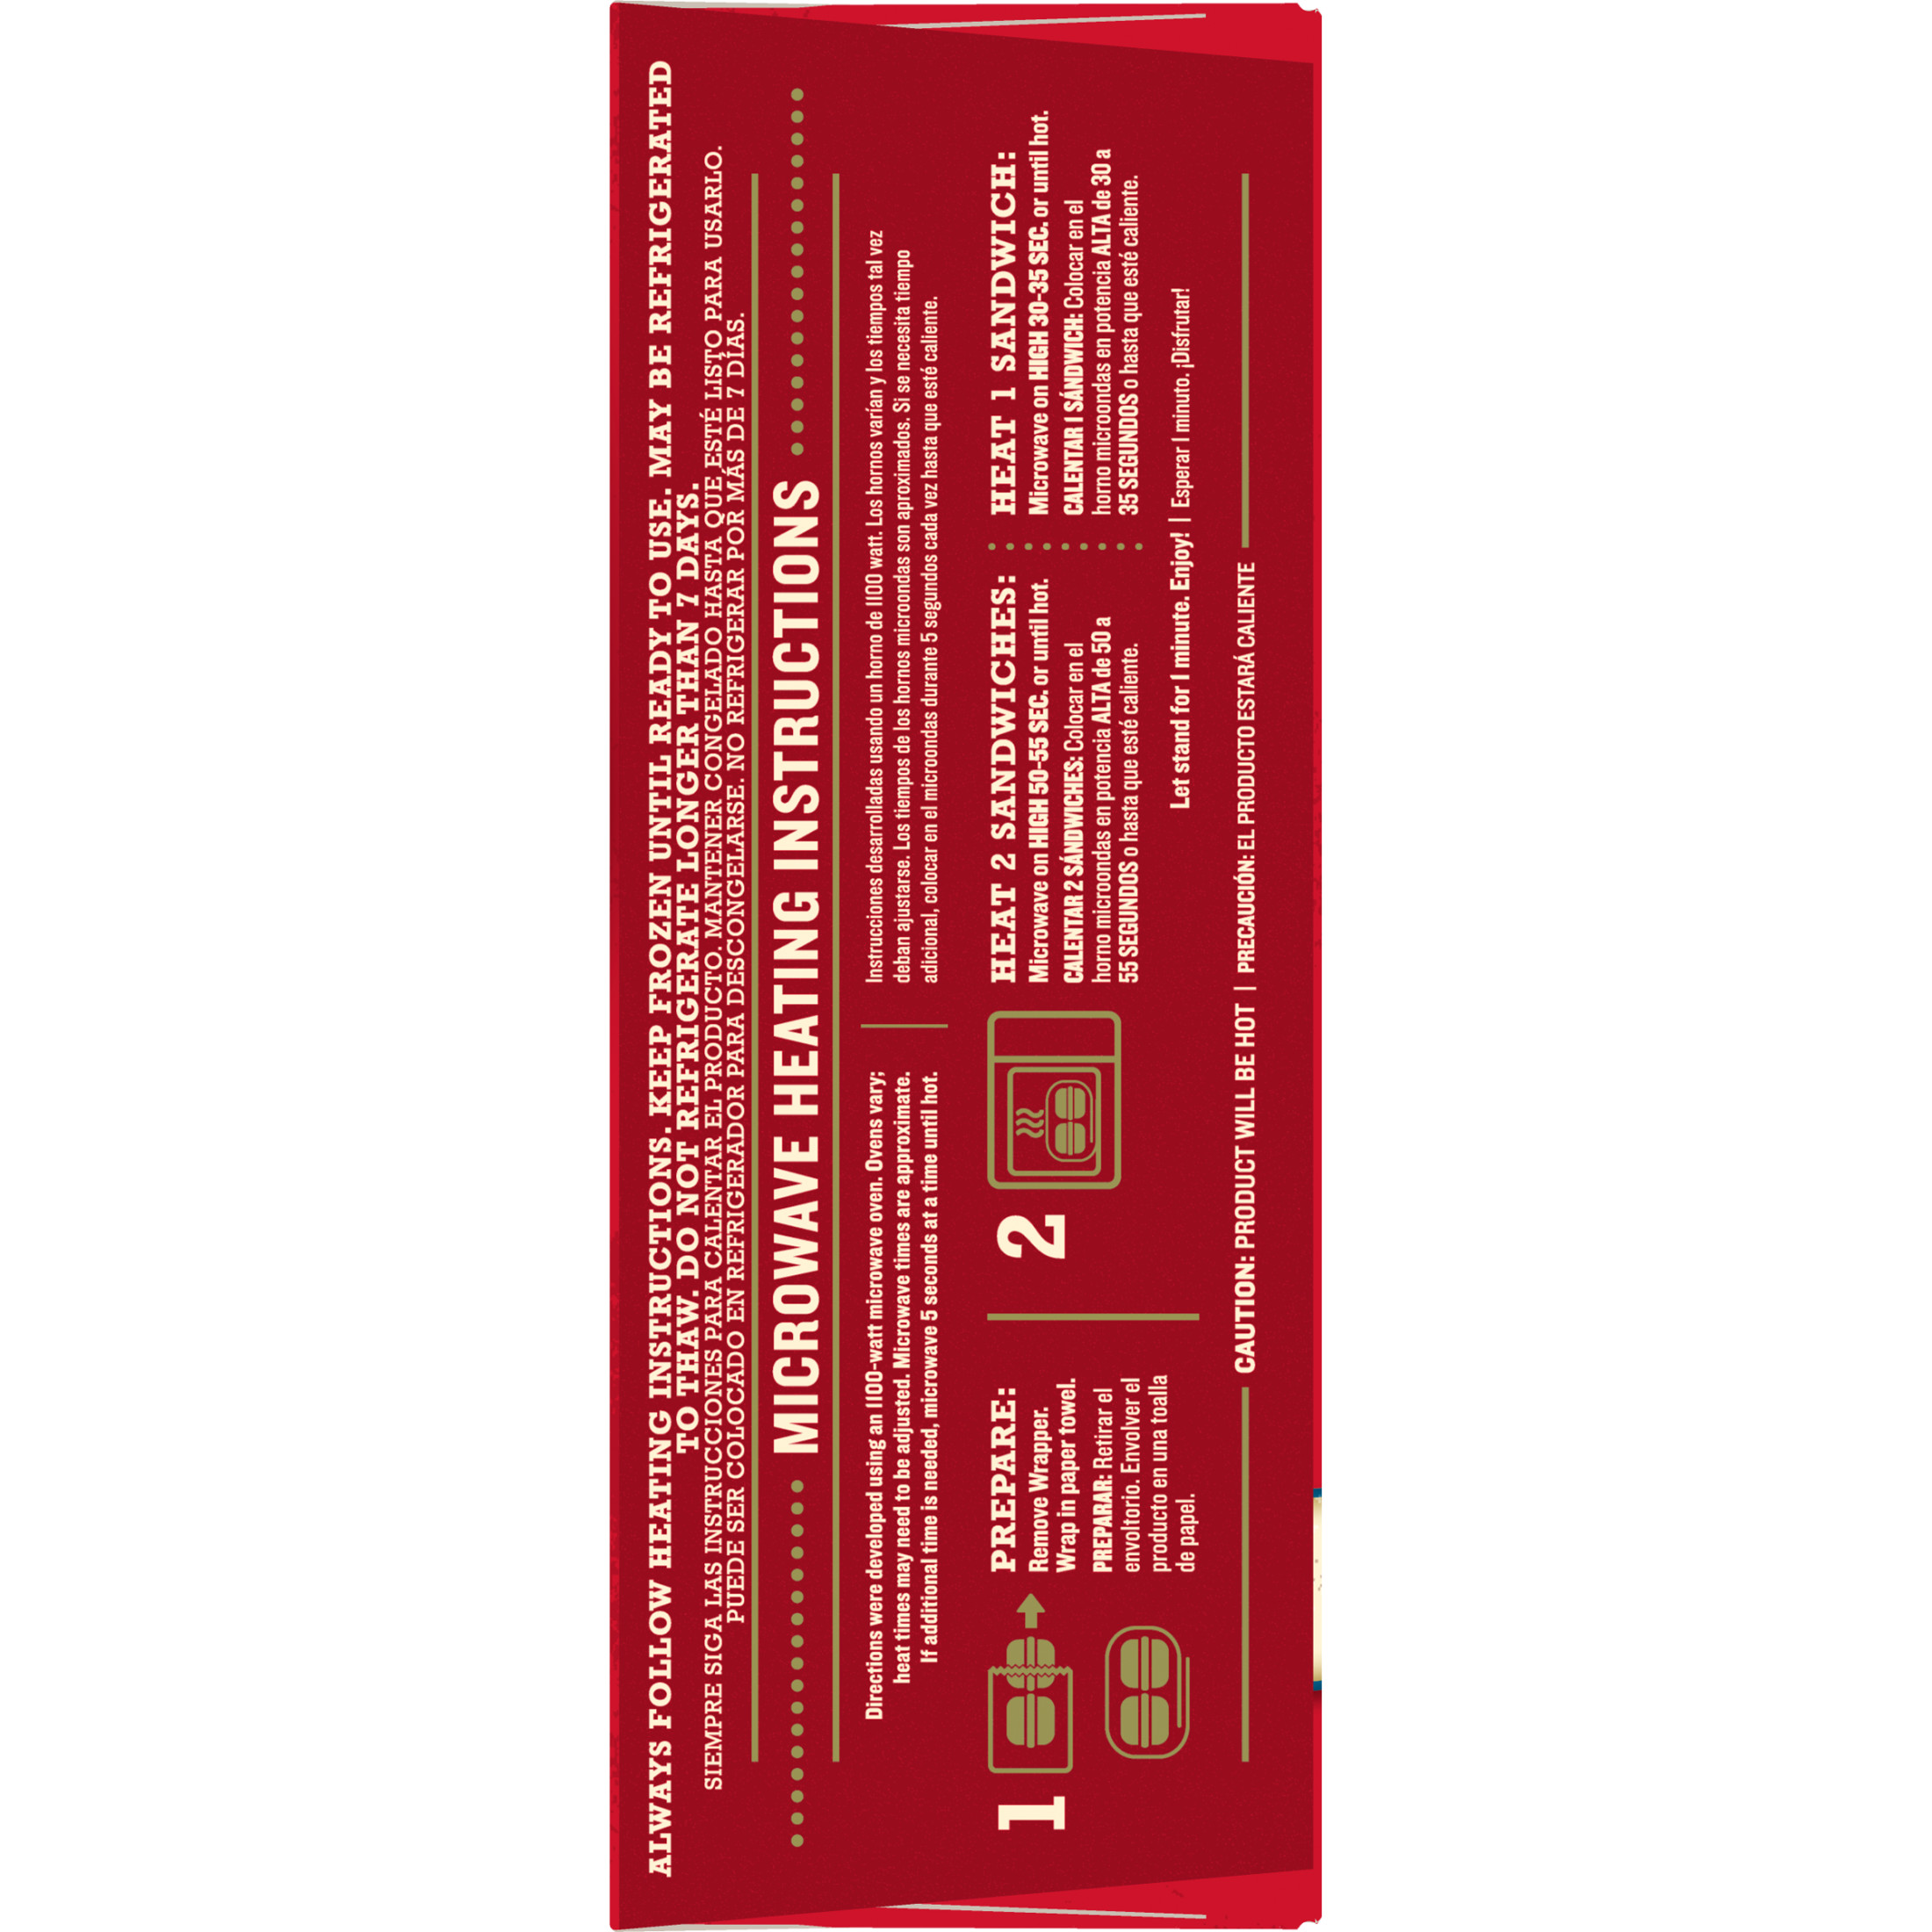 ALWAYS FOLLOW HEATING INSTRUCTIONS. KEEP FROZEN UNTIL READY TO USE. MAY BE REFRIGERATED
TO THAW. DO NOT REFRIGERATE LONGER THAN 7 DAYS.
SIEMPRE SIGA LAS INSTRUCCIONES PARA CALENTAR EL PRODUCTO. MANTENER CONGELADO HASTA QUE ESTÉ LISTO PARA USARLO.
PUEDE SER COLOCADO EN REFRIGERADOR PARA DESCONGELARSE. NO REFRIGERAR POR MÁS DE 7 DÍAS.
MICROWAVE HEATING INSTRUCTIONS
Directions were developed using an 1100-watt microwave oven. Ovens vary;
heat times may need to be adjusted. Microwave times are approximate.
If additional time is needed, microwave 5 seconds at a time until hot.
Instrucciones desarrolladas usando un horno de 1100 watt. Los hornos varían y los tiempos tal vez
deban ajustarse. Los tiempos de los hornos microondas son aproximados. Si se necesita tiempo
adicional, colocar en el microondas durante 5 segundos cada vez hasta que esté caliente.
1
PREPARE:
Remove Wrapper.
Wrap in paper towel.
PREPARAR: Retirar el
envoltorio. Envolver el
producto en una toalla
de papel.
2
HEAT 2 SANDWICHES:
Microwave on HIGH 50-55 SEC. or until hot.
CALENTAR 2 SÁNDWICHES: Colocar en el
horno microondas en potencia ALTA de 50 a
55 SEGUNDOS o hasta que esté caliente.
HEAT 1 SANDWICH:
Microwave on HIGH 30-35 SEC. or until hot.
CALENTAR 1 SÁNDWICH: Colocar en el
horno microondas en potencia ALTA de 30 a
35 SEGUNDOS o hasta que esté caliente.
Let stand for 1 minute. Enjoy! | Esperar 1 minuto. ¡Disfrutar!
CAUTION: PRODUCT WILL BE HOT | PRECAUCIÓN: EL PRODUCTO ESTARÁ CALIENTE